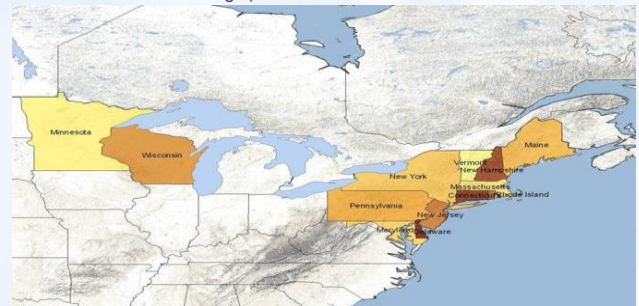 Minnesota
Wisconsin
Maine
Vermont
New Hampshire
New York
Massachusetts
Connecticut
Rhode Island
Pennsylvania
New Jersey
Maryland
Delaware